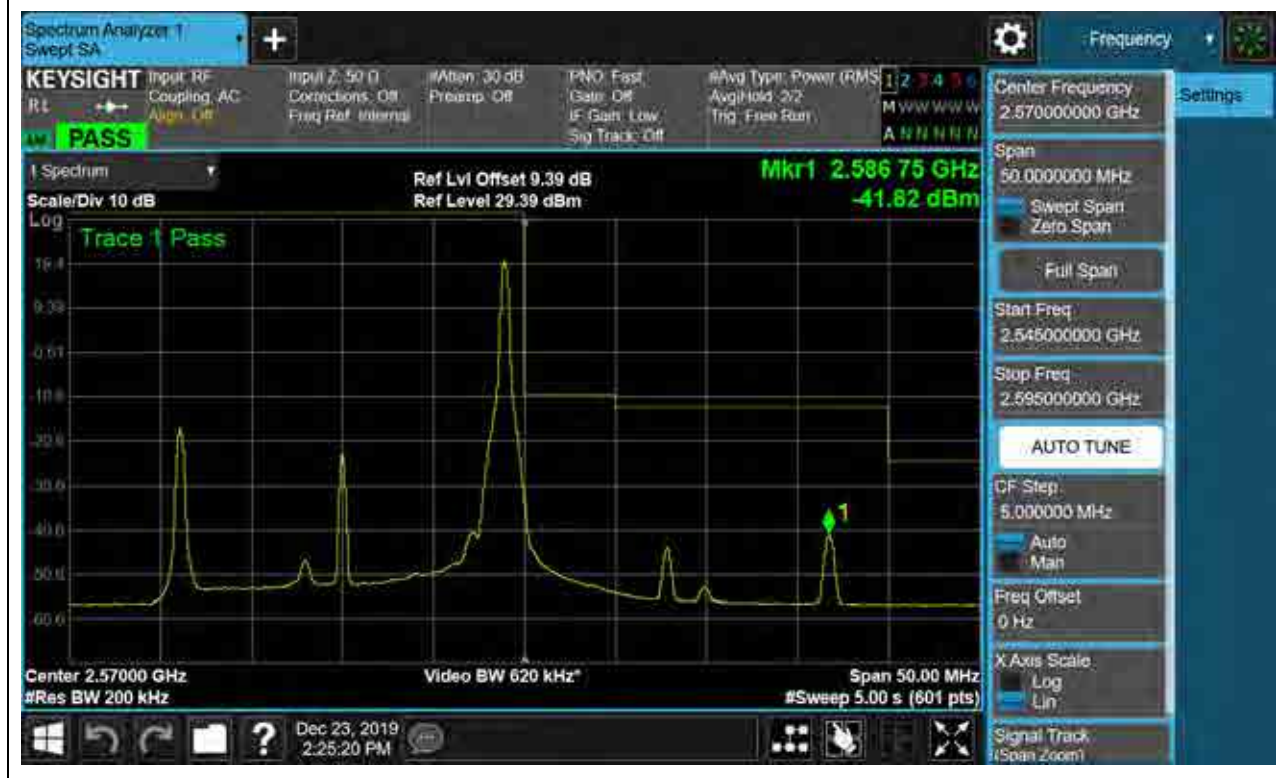 Spectrum Analyzer 1
Swept SA
Frequency
KEYSIGHT
RL
PASS
Input: RF
Coupling: AC
Align: Off
Input Z: 50 Ω
Corrections: Off
Freq Ref: Internal
#Atten: 30 dB
Preamp: Off
PNO: Fast
Gate: Off
IF Gain: Low
Sig Track: Off
#Avg Type: Power (RMS
Avg|Hold: 2/2
Trig: Free Run
1 2 3 4 5 6
M W W W W W
A N N N N N
1 Spectrum
Scale/Div 10 dB
Ref Lvl Offset 9.39 dB
Ref Level 29.39 dBm
Mkr1 2.586 75 GHz
-41.82 dBm
Log
Trace 1 Pass
19.4
9.39
-0.61
-10.6
-20.6
-30.6
-40.6
-50.6
-60.6
1
Center 2.57000 GHz
#Res BW 200 kHz
Video BW 620 kHz*
Span 50.00 MHz
#Sweep 5.00 s (601 pts)
Dec 23, 2019
2:25:20 PM
?
Center Frequency
2.570000000 GHz
Settings
Span
50.0000000 MHz
Swept Span
Zero Span
Full Span
Start Freq
2.545000000 GHz
Stop Freq
2.595000000 GHz
AUTO TUNE
CF Step
5.000000 MHz
Auto
Man
Freq Offset
0 Hz
X Axis Scale
Log
Lin
Signal Track
(Span Zoom)